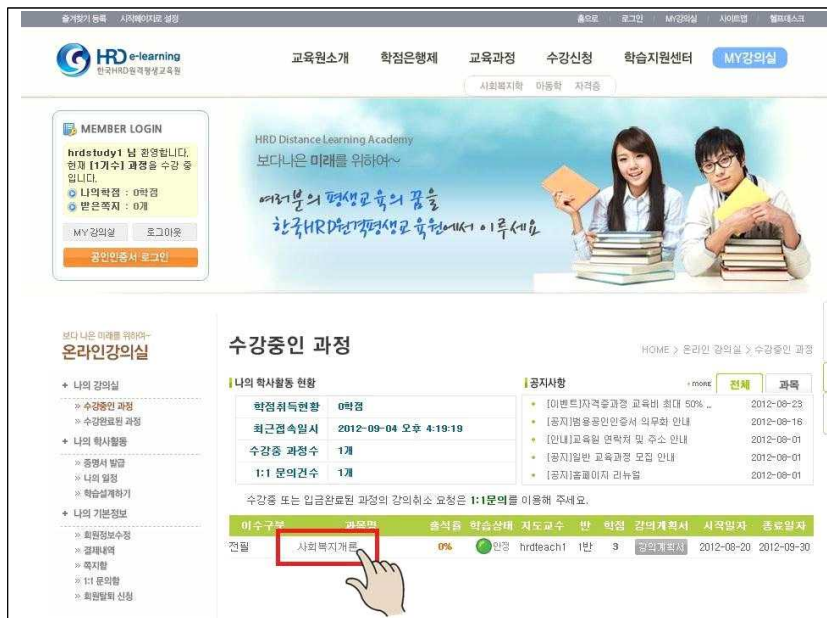 즐겨찾기 등록 시작페이지로 설정
홈으로 로그인 MY강의실 사이트맵 헬프데스크
HRD e-learning
한국HRD원격평생교육원
교육원소개 학점은행제 교육과정 수강신청 학습지원센터 MY강의실
사회복지학 아동학 자격증
MEMBER LOGIN
hrdstudy1 님 환영합니다.
현재 [1기수] 과정을 수강 중
입니다.
나의학점 : 0학점
받은쪽지 : 0개
MY강의실 로그아웃
공인인증서 로그인
HRD Distance Learning Academy
보다나은 미래를 위하여~
여러분의 평생교육의 꿈을
한국HRD원격평생교육원에서 이루세요
보다 나은 미래를 위하여~
온라인강의실
+ 나의 강의실
» 수강중인 과정
» 수강완료된 과정
+ 나의 학사활동
» 증명서 발급
» 나의 일정
» 학습설계하기
+ 나의 기본정보
» 회원정보수정
» 결제내역
» 쪽지함
» 1:1 문의함
» 회원탈퇴 신청
수강중인 과정
HOME > 온라인 강의실 > 수강중인 과정
나의 학사활동 현황
학점취득현황 0학점
최근접속일시 2012-09-04 오후 4:19:19
수강중 과정수 1개
1:1 문의건수 1개
공지사항 + MORE 전체 과목
[이벤트]자격증과정 교육비 최대 50% .. 2012-08-23
[공지]범용공인인증서 의무화 안내 2012-08-16
[안내]교육원 연락처 및 주소 안내 2012-08-01
[공지]일반 교육과정 모집 안내 2012-08-01
[공지]홈페이지 리뉴얼 2012-08-01
수강중 또는 입금완료된 과정의 강의취소 요청은 1:1문의를 이용해 주세요.
이수구분 과목명 출석율 학습상태 지도교수 반 학점 강의계획서 시작일자 종료일자
전필 사회복지개론 0% 안정 hrdteach1 1반 3 강의계획서 2012-08-20 2012-09-30